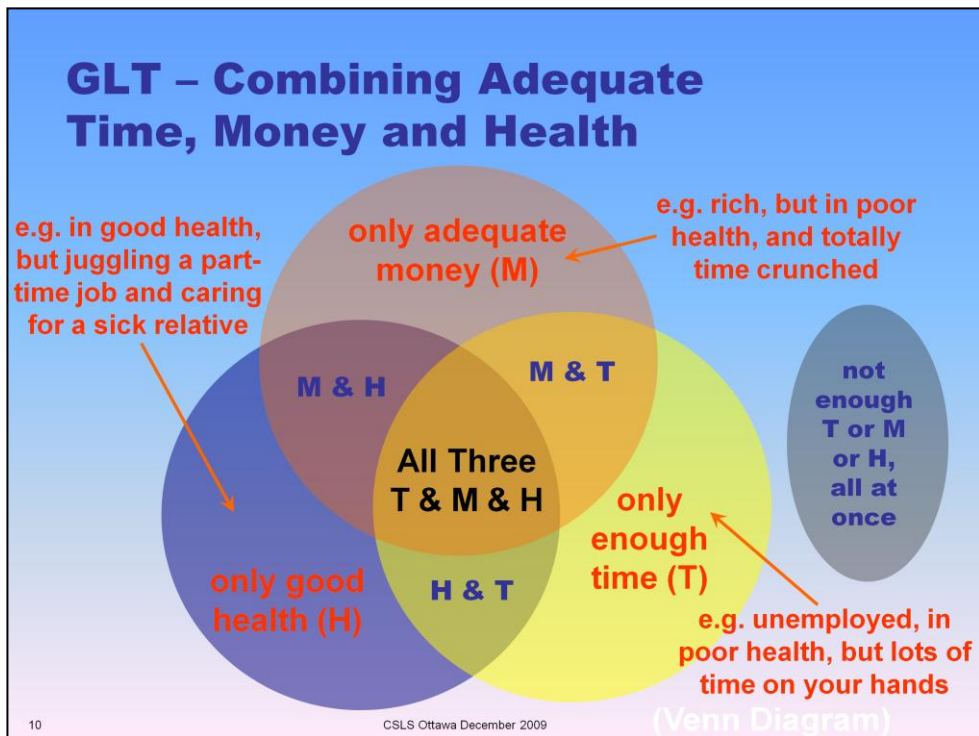 GLT – Combining Adequate
Time, Money and Health
e.g. in good health,
but juggling a part-
time job and caring
for a sick relative
only adequate
money (M)
e.g. rich, but in poor
health, and totally
time crunched
M & H
M & T
not
enough
T or M
or H,
all at
once
All Three
T & M & H
only
enough
time (T)
only good
health (H)
H & T
e.g. unemployed, in
poor health, but lots of
time on your hands
(Venn Diagram)
10
CSLS Ottawa December 2009